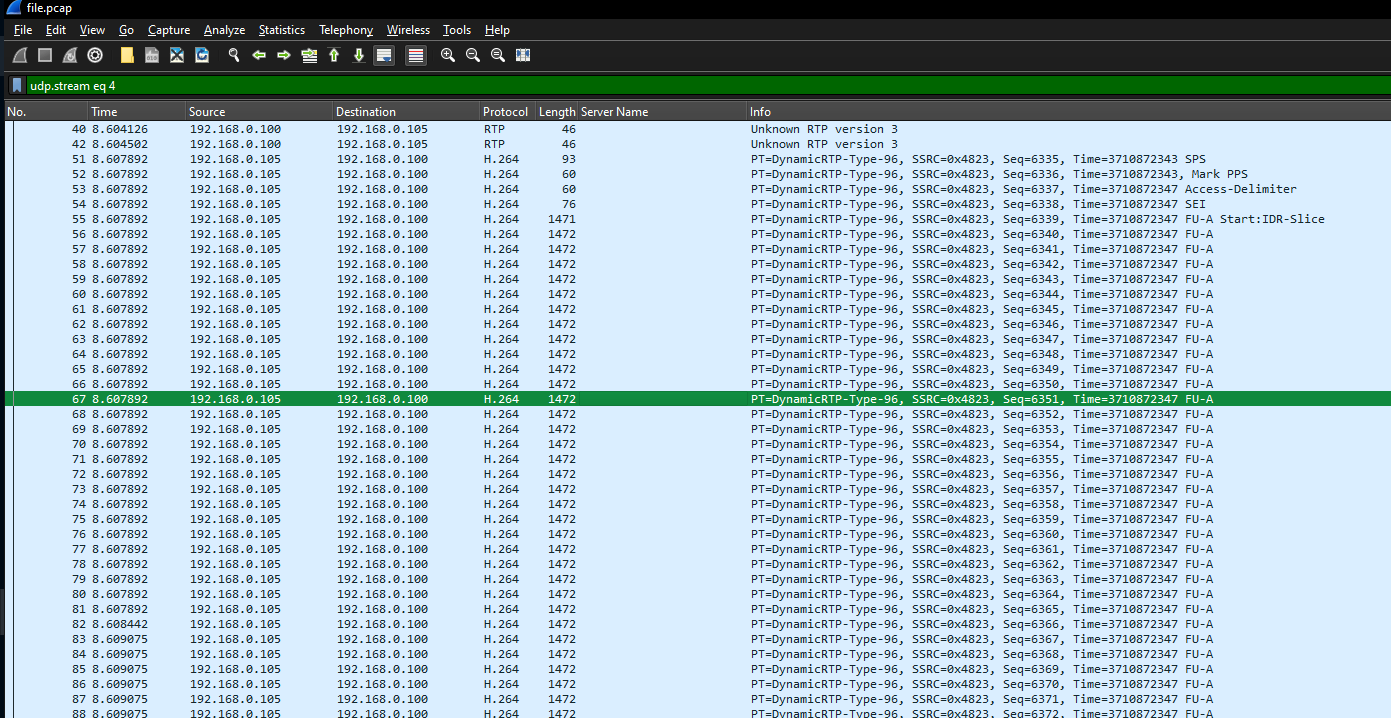 file.pcap
File Edit View Go Capture Analyze Statistics Telephony Wireless Tools Help
udp.stream eq 4
No. Time Source Destination Protocol Length Server Name Info
40 8.604126 192.168.0.100 192.168.0.105 RTP 46 Unknown RTP version 3
42 8.604502 192.168.0.100 192.168.0.105 RTP 46 Unknown RTP version 3
51 8.607892 192.168.0.105 192.168.0.100 H.264 93 PT=DynamicRTP-Type-96, SSRC=0x4823, Seq=6335, Time=3710872343 SPS
52 8.607892 192.168.0.105 192.168.0.100 H.264 60 PT=DynamicRTP-Type-96, SSRC=0x4823, Seq=6336, Time=3710872343, Mark PPS
53 8.607892 192.168.0.105 192.168.0.100 H.264 60 PT=DynamicRTP-Type-96, SSRC=0x4823, Seq=6337, Time=3710872347 Access-Delimiter
54 8.607892 192.168.0.105 192.168.0.100 H.264 76 PT=DynamicRTP-Type-96, SSRC=0x4823, Seq=6338, Time=3710872347 SEI
55 8.607892 192.168.0.105 192.168.0.100 H.264 1471 PT=DynamicRTP-Type-96, SSRC=0x4823, Seq=6339, Time=3710872347 FU-A Start:IDR-Slice
56 8.607892 192.168.0.105 192.168.0.100 H.264 1472 PT=DynamicRTP-Type-96, SSRC=0x4823, Seq=6340, Time=3710872347 FU-A
57 8.607892 192.168.0.105 192.168.0.100 H.264 1472 PT=DynamicRTP-Type-96, SSRC=0x4823, Seq=6341, Time=3710872347 FU-A
58 8.607892 192.168.0.105 192.168.0.100 H.264 1472 PT=DynamicRTP-Type-96, SSRC=0x4823, Seq=6342, Time=3710872347 FU-A
59 8.607892 192.168.0.105 192.168.0.100 H.264 1472 PT=DynamicRTP-Type-96, SSRC=0x4823, Seq=6343, Time=3710872347 FU-A
60 8.607892 192.168.0.105 192.168.0.100 H.264 1472 PT=DynamicRTP-Type-96, SSRC=0x4823, Seq=6344, Time=3710872347 FU-A
61 8.607892 192.168.0.105 192.168.0.100 H.264 1472 PT=DynamicRTP-Type-96, SSRC=0x4823, Seq=6345, Time=3710872347 FU-A
62 8.607892 192.168.0.105 192.168.0.100 H.264 1472 PT=DynamicRTP-Type-96, SSRC=0x4823, Seq=6346, Time=3710872347 FU-A
63 8.607892 192.168.0.105 192.168.0.100 H.264 1472 PT=DynamicRTP-Type-96, SSRC=0x4823, Seq=6347, Time=3710872347 FU-A
64 8.607892 192.168.0.105 192.168.0.100 H.264 1472 PT=DynamicRTP-Type-96, SSRC=0x4823, Seq=6348, Time=3710872347 FU-A
65 8.607892 192.168.0.105 192.168.0.100 H.264 1472 PT=DynamicRTP-Type-96, SSRC=0x4823, Seq=6349, Time=3710872347 FU-A
66 8.607892 192.168.0.105 192.168.0.100 H.264 1472 PT=DynamicRTP-Type-96, SSRC=0x4823, Seq=6350, Time=3710872347 FU-A
67 8.607892 192.168.0.105 192.168.0.100 H.264 1472 PT=DynamicRTP-Type-96, SSRC=0x4823, Seq=6351, Time=3710872347 FU-A
68 8.607892 192.168.0.105 192.168.0.100 H.264 1472 PT=DynamicRTP-Type-96, SSRC=0x4823, Seq=6352, Time=3710872347 FU-A
69 8.607892 192.168.0.105 192.168.0.100 H.264 1472 PT=DynamicRTP-Type-96, SSRC=0x4823, Seq=6353, Time=3710872347 FU-A
70 8.607892 192.168.0.105 192.168.0.100 H.264 1472 PT=DynamicRTP-Type-96, SSRC=0x4823, Seq=6354, Time=3710872347 FU-A
71 8.607892 192.168.0.105 192.168.0.100 H.264 1472 PT=DynamicRTP-Type-96, SSRC=0x4823, Seq=6355, Time=3710872347 FU-A
72 8.607892 192.168.0.105 192.168.0.100 H.264 1472 PT=DynamicRTP-Type-96, SSRC=0x4823, Seq=6356, Time=3710872347 FU-A
73 8.607892 192.168.0.105 192.168.0.100 H.264 1472 PT=DynamicRTP-Type-96, SSRC=0x4823, Seq=6357, Time=3710872347 FU-A
74 8.607892 192.168.0.105 192.168.0.100 H.264 1472 PT=DynamicRTP-Type-96, SSRC=0x4823, Seq=6358, Time=3710872347 FU-A
75 8.607892 192.168.0.105 192.168.0.100 H.264 1472 PT=DynamicRTP-Type-96, SSRC=0x4823, Seq=6359, Time=3710872347 FU-A
76 8.607892 192.168.0.105 192.168.0.100 H.264 1472 PT=DynamicRTP-Type-96, SSRC=0x4823, Seq=6360, Time=3710872347 FU-A
77 8.607892 192.168.0.105 192.168.0.100 H.264 1472 PT=DynamicRTP-Type-96, SSRC=0x4823, Seq=6361, Time=3710872347 FU-A
78 8.607892 192.168.0.105 192.168.0.100 H.264 1472 PT=DynamicRTP-Type-96, SSRC=0x4823, Seq=6362, Time=3710872347 FU-A
79 8.607892 192.168.0.105 192.168.0.100 H.264 1472 PT=DynamicRTP-Type-96, SSRC=0x4823, Seq=6363, Time=3710872347 FU-A
80 8.607892 192.168.0.105 192.168.0.100 H.264 1472 PT=DynamicRTP-Type-96, SSRC=0x4823, Seq=6364, Time=3710872347 FU-A
81 8.607892 192.168.0.105 192.168.0.100 H.264 1472 PT=DynamicRTP-Type-96, SSRC=0x4823, Seq=6365, Time=3710872347 FU-A
82 8.608442 192.168.0.105 192.168.0.100 H.264 1472 PT=DynamicRTP-Type-96, SSRC=0x4823, Seq=6366, Time=3710872347 FU-A
83 8.609075 192.168.0.105 192.168.0.100 H.264 1472 PT=DynamicRTP-Type-96, SSRC=0x4823, Seq=6367, Time=3710872347 FU-A
84 8.609075 192.168.0.105 192.168.0.100 H.264 1472 PT=DynamicRTP-Type-96, SSRC=0x4823, Seq=6368, Time=3710872347 FU-A
85 8.609075 192.168.0.105 192.168.0.100 H.264 1472 PT=DynamicRTP-Type-96, SSRC=0x4823, Seq=6369, Time=3710872347 FU-A
86 8.609075 192.168.0.105 192.168.0.100 H.264 1472 PT=DynamicRTP-Type-96, SSRC=0x4823, Seq=6370, Time=3710872347 FU-A
87 8.609075 192.168.0.105 192.168.0.100 H.264 1472 PT=DynamicRTP-Type-96, SSRC=0x4823, Seq=6371, Time=3710872347 FU-A
88 8.609075 192.168.0.105 192.168.0.100 H.264 1472 PT=DynamicRTP-Type-96, SSRC=0x4823, Seq=6372, Time=3710872347 FU-A